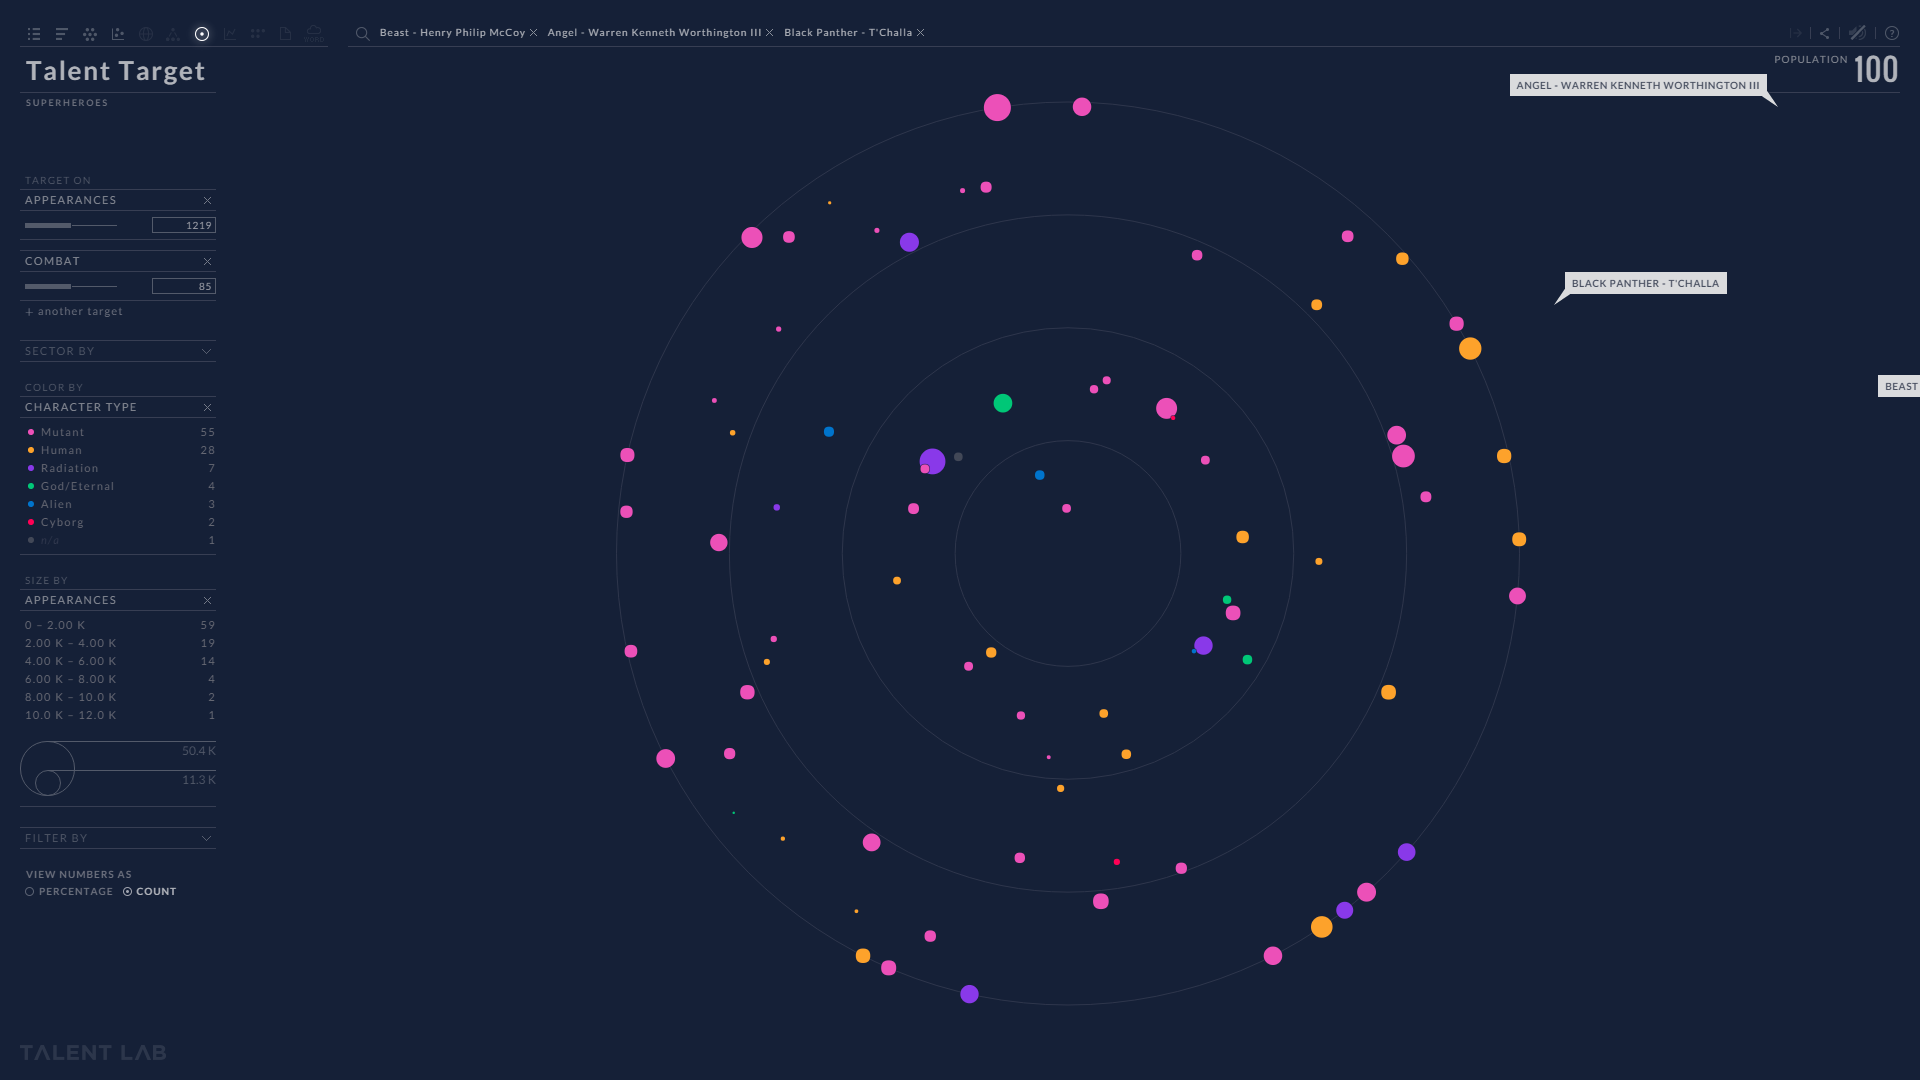 Beast - Henry Philip McCoy
Angel - Warren Kenneth Worthington III
Black Panther - T'Challa
Talent Target
SUPERHEROES
POPULATION 100
ANGEL - WARREN KENNETH WORTHINGTON III
BLACK PANTHER - T'CHALLA
BEAST
TARGET ON
APPEARANCES
1219
COMBAT
85
+ another target
SECTOR BY
COLOR BY
CHARACTER TYPE
Mutant 55
Human 28
Radiation 7
God/Eternal 4
Alien 3
Cyborg 2
n/a 1
SIZE BY
APPEARANCES
0 – 2.00 K 59
2.00 K – 4.00 K 19
4.00 K – 6.00 K 14
6.00 K – 8.00 K 4
8.00 K – 10.0 K 2
10.0 K – 12.0 K 1
50.4 K
11.3 K
FILTER BY
VIEW NUMBERS AS
PERCENTAGE COUNT
TALENT LAB